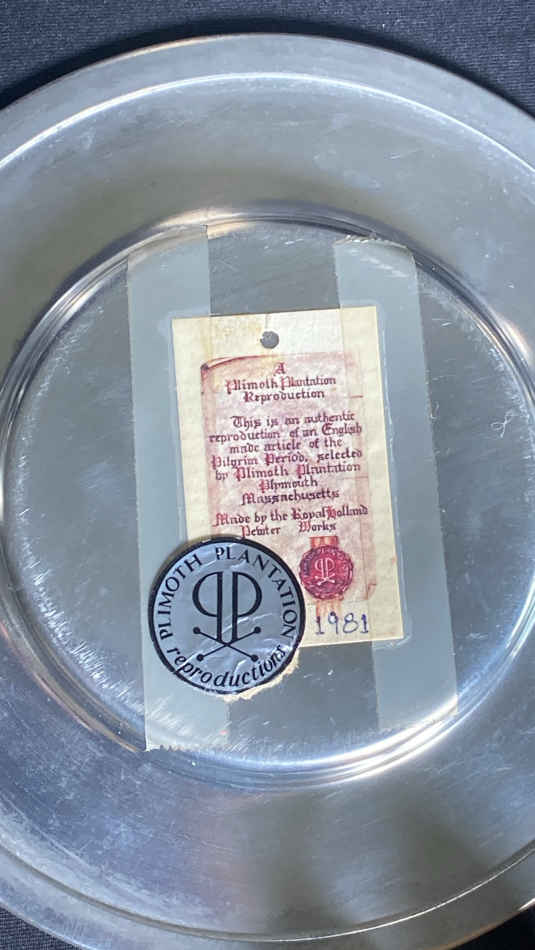 A
Plimoth Plantation
Reproduction
This is an authentic
reproduction of an English
made article of the
Pilgrim Period, selected
by Plimoth Plantation
Plymouth
Massachusetts
Made by the Royal Holland
Pewter Works
1981
PLIMOTH PLANTATION
PP
reproductions